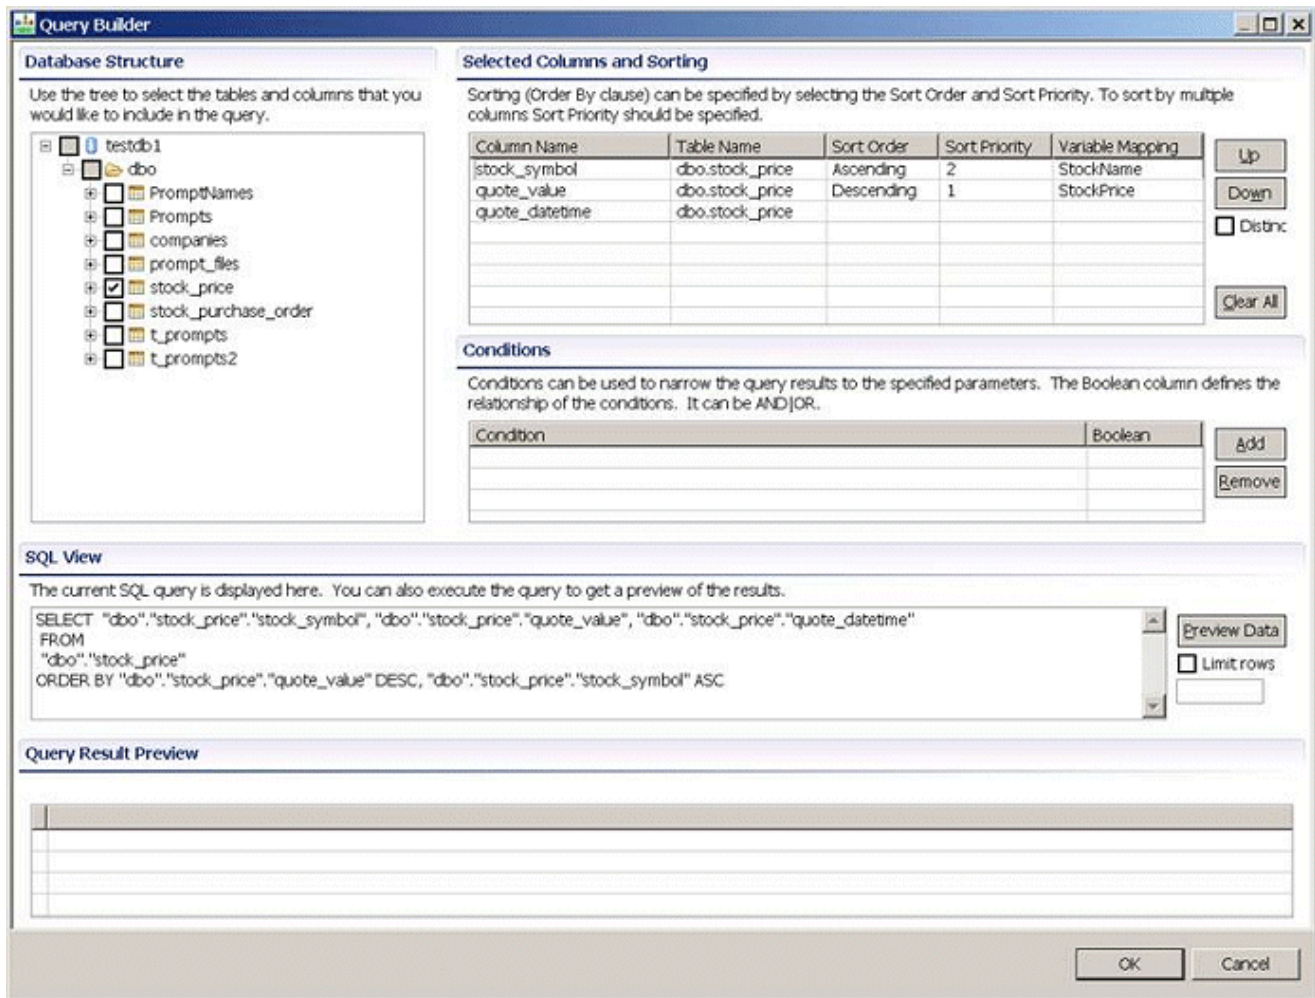 Query Builder
Database Structure
Use the tree to select the tables and columns that you
would like to include in the query.
testdb1
dbo
PromptNames
Prompts
companies
prompt_files
stock_price
stock_purchase_order
t_prompts
t_prompts2
Selected Columns and Sorting
Sorting (Order By clause) can be specified by selecting the Sort Order and Sort Priority. To sort by multiple
columns Sort Priority should be specified.
Column Name Table Name Sort Order Sort Priority Variable Mapping
stock_symbol dbo.stock_price Ascending 2 StockName
quote_value dbo.stock_price Descending 1 StockPrice
quote_datetime dbo.stock_price
Up
Down
Distinc
Clear All
Conditions
Conditions can be used to narrow the query results to the specified parameters. The Boolean column defines the
relationship of the conditions. It can be AND|OR.
Condition Boolean
Add
Remove
SQL View
The current SQL query is displayed here. You can also execute the query to get a preview of the results.
SELECT "dbo"."stock_price"."stock_symbol", "dbo"."stock_price"."quote_value", "dbo"."stock_price"."quote_datetime"
FROM
"dbo"."stock_price"
ORDER BY "dbo"."stock_price"."quote_value" DESC, "dbo"."stock_price"."stock_symbol" ASC
Preview Data
Limit rows
Query Result Preview
OK
Cancel